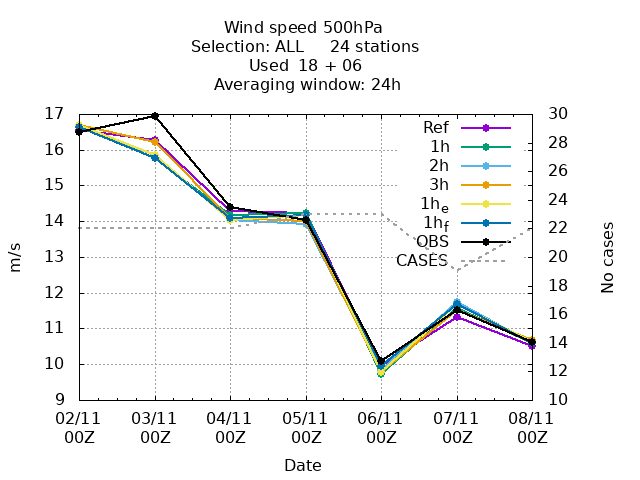 Wind speed 500hPa
Selection: ALL     24 stations
Used  18 + 06
Averaging window: 24h
17
16
15
14
13
12
11
10
9
m/s
30
28
26
24
22
20
18
16
14
12
10
No cases
Ref
1h
2h
3h
1he
1hf
OBS
CASES
02/11 03/11 04/11 05/11 06/11 07/11 08/11
00Z 00Z 00Z 00Z 00Z 00Z 00Z
Date